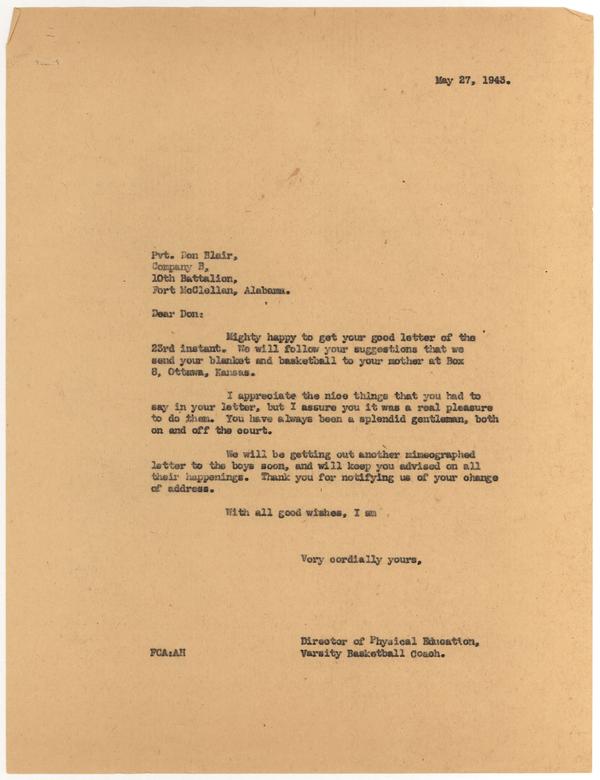 May 27, 1943.
Pvt. Don Blair,
Company B,
10th Battalion,
Fort McClellan, Alabama.
Dear Don:
Mighty happy to get your good letter of the
23rd instant. We will follow your suggestions that we
send your blanket and basketball to your mother at Box
8, Ottawa, Kansas.
I appreciate the nice things that you had to
say in your letter, but I assure you it was a real pleasure
to do them. You have always been a splendid gentleman, both
on and off the court.
We will be getting out another mimeographed
letter to the boys soon, and will keep you advised on all
their happenings. Thank you for notifying us of your change
of address.
With all good wishes, I am
Very cordially yours,
Director of Physical Education,
FCA:AH Varsity Basketball Coach.